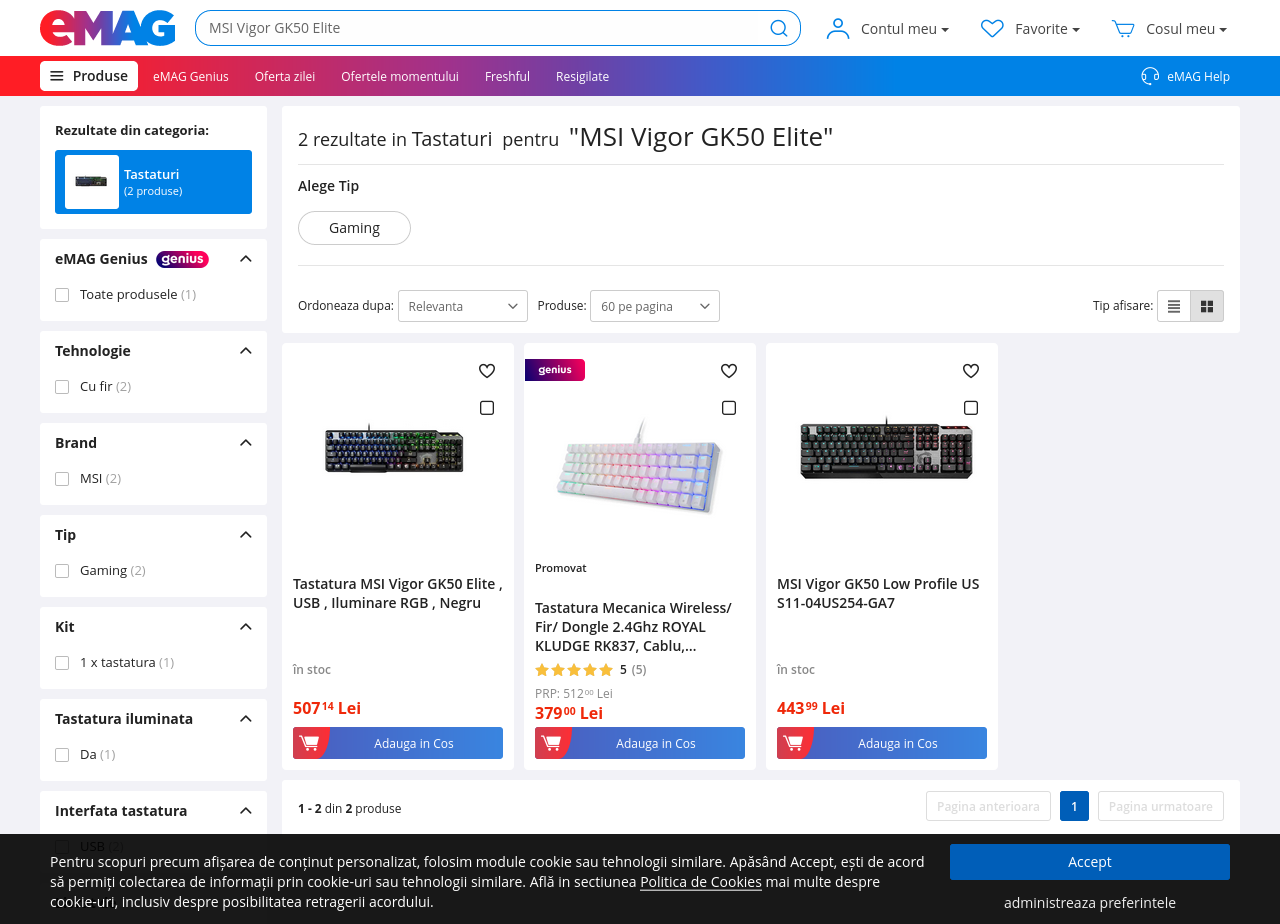 eMAG
MSI Vigor GK50 Elite
Contul meu
Favorite
Cosul meu
Produse
eMAG Genius
Oferta zilei
Ofertele momentului
Freshful
Resigilate
eMAG Help
Rezultate din categoria:
Tastaturi
(2 produse)
eMAG Genius genius
Toate produsele (1)
Tehnologie
Cu fir (2)
Brand
MSI (2)
Tip
Gaming (2)
Kit
1 x tastatura (1)
Tastatura iluminata
Da (1)
Interfata tastatura
USB (2)
2 rezultate in Tastaturi pentru "MSI Vigor GK50 Elite"
Alege Tip
Gaming
Ordoneaza dupa: Relevanta
Produse: 60 pe pagina
Tip afisare:
Tastatura MSI Vigor GK50 Elite ,
USB , Iluminare RGB , Negru
în stoc
507 14 Lei
Adauga in Cos
genius
Promovat
Tastatura Mecanica Wireless/
Fir/ Dongle 2.4Ghz ROYAL
KLUDGE RK837, Cablu,...
5 (5)
PRP: 512 00 Lei
379 00 Lei
Adauga in Cos
MSI Vigor GK50 Low Profile US
S11-04US254-GA7
în stoc
443 99 Lei
Adauga in Cos
1 - 2 din 2 produse
Pagina anterioara
1
Pagina urmatoare
Pentru scopuri precum afișarea de conținut personalizat, folosim module cookie sau tehnologii similare. Apăsând Accept, ești de acord
să permiți colectarea de informații prin cookie-uri sau tehnologii similare. Află in sectiunea Politica de Cookies mai multe despre
cookie-uri, inclusiv despre posibilitatea retragerii acordului.
Accept
administreaza preferintele